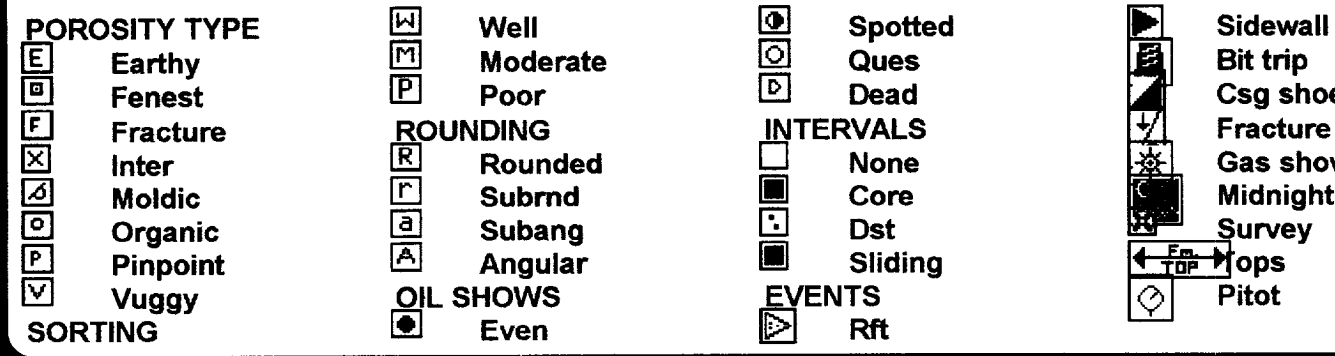 POROSITY TYPE
E Earthy
Fenest
F Fracture
X Inter
Moldic
O Organic
P Pinpoint
V Vuggy
SORTING
W Well
M Moderate
P Poor
ROUNDING
R Rounded
r Subrnd
a Subang
A Angular
OIL SHOWS
Even
Spotted
Ques
D Dead
INTERVALS
None
Core
Dst
Sliding
EVENTS
Rft
Sidewall
Bit trip
Csg shoe
Fracture
Gas show
Midnight
Survey
Fm. TOP Tops
Pitot